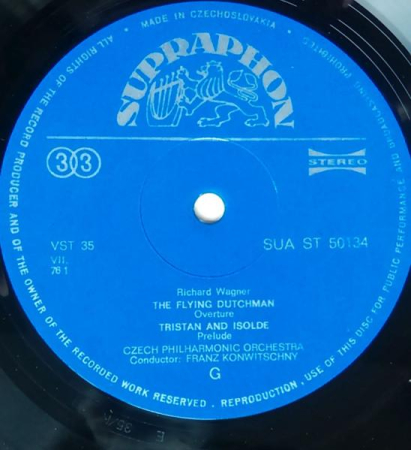 • MADE IN CZECHOSLOVAKIA •
ALL RIGHTS OF THE RECORD PRODUCER AND OF THE OWNER OF THE RECORDED WORK RESERVED . REPRODUCTION , USE OF THIS DISC FOR PUBLIC PERFORMANCE AND BROADCASTING PROHIBITED
SUPRAPHON
33
STEREO
VST 35
SUA ST 50134
VII.
76 1
Richard Wagner
THE FLYING DUTCHMAN
Overture
TRISTAN AND ISOLDE
Prelude
CZECH PHILHARMONIC ORCHESTRA
Conductor: FRANZ KONWITSCHNY
G